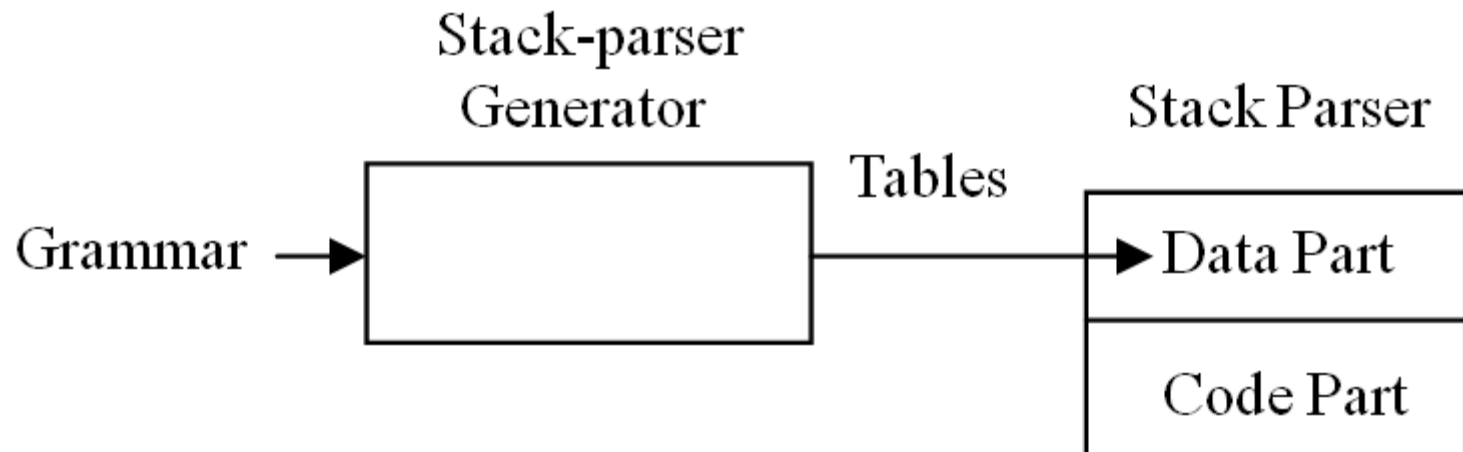 Stack-parser
Generator
Stack Parser
Tables
Grammar
Data Part
Code Part